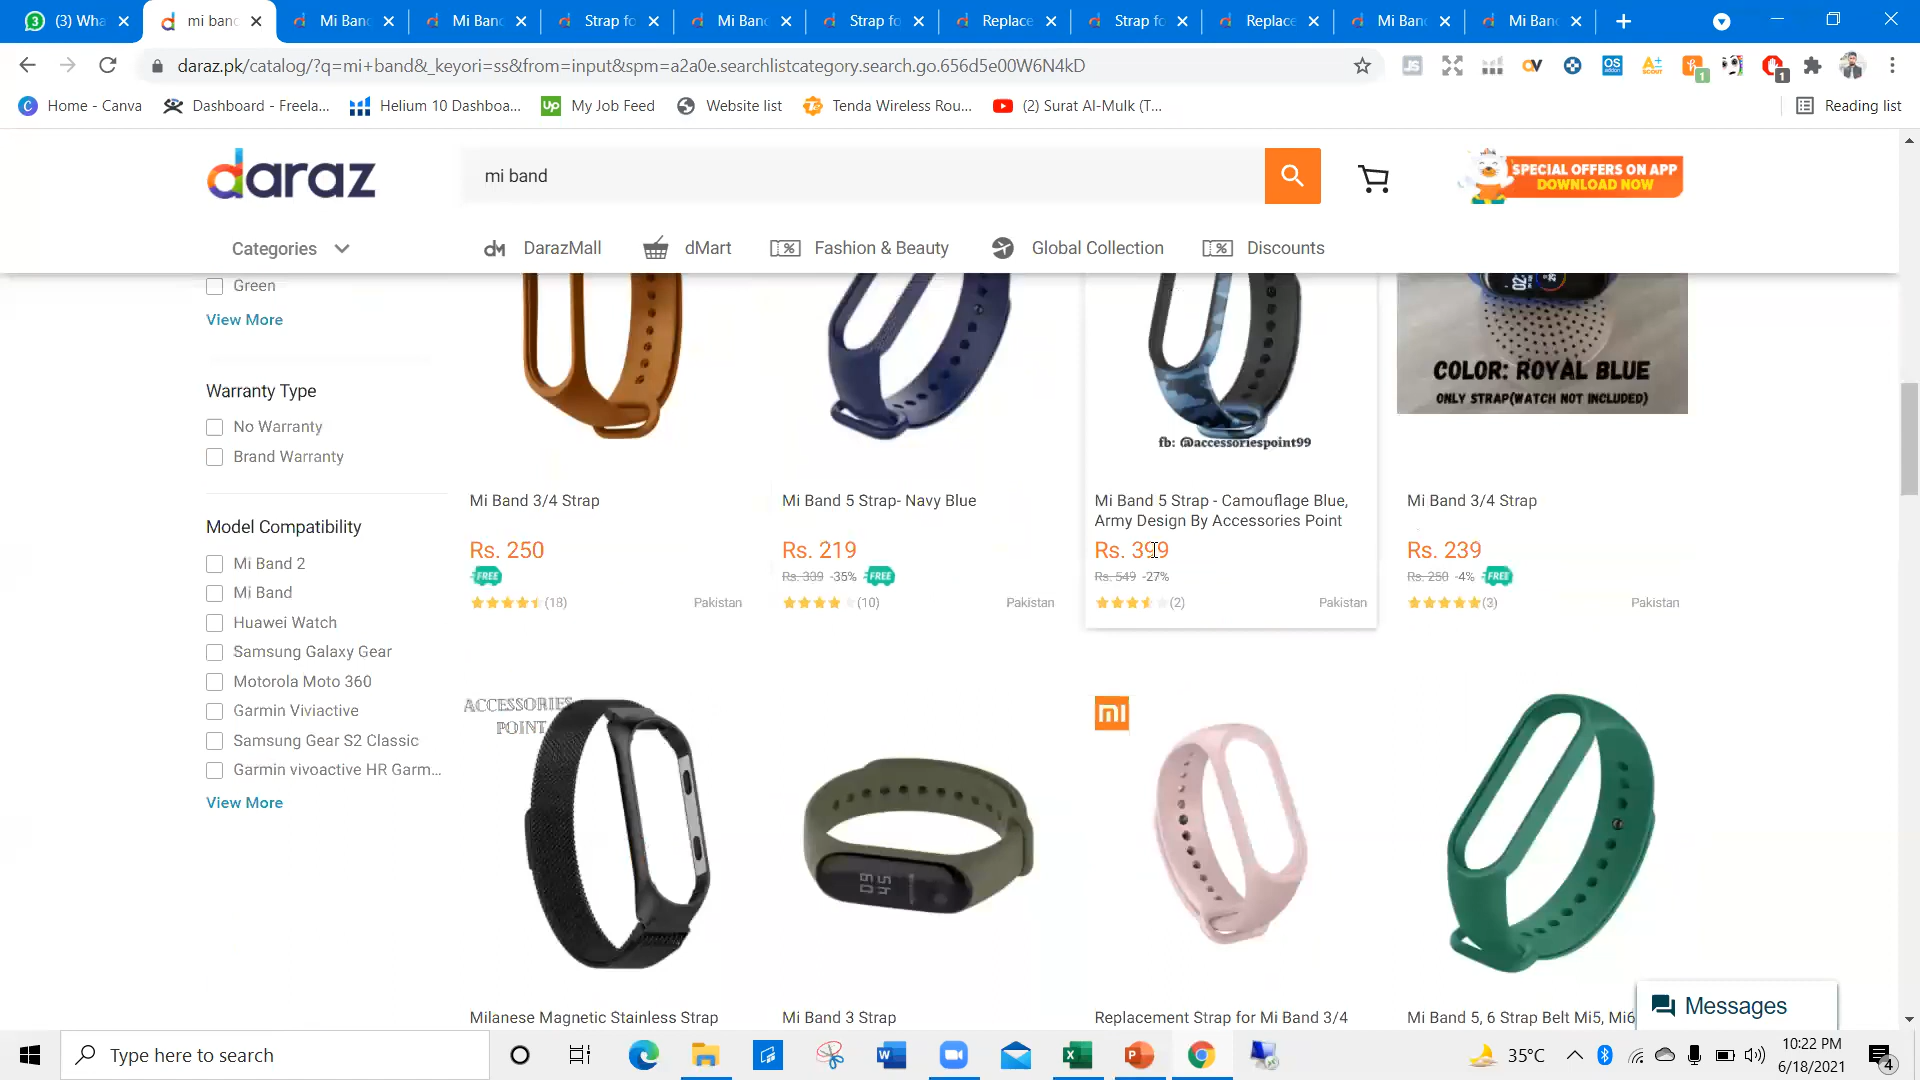 (3) Wha
mi band
Mi Ban
Mi Ban
Strap fo
Mi Ban
Strap fo
Replace
Strap fo
Replace
Mi Ban
Mi Ban
daraz.pk/catalog/?q=mi+band&_keyori=ss&from=input&spm=a2a0e.searchlistcategory.search.go.656d5e00W6N4kD
Home - Canva
Dashboard - Freela...
Helium 10 Dashboa...
My Job Feed
Website list
Tenda Wireless Rou...
(2) Surat Al-Mulk (T...
Reading list
daraz
mi band
SPECIAL OFFERS ON APP
DOWNLOAD NOW
Categories
DarazMall
dMart
Fashion & Beauty
Global Collection
Discounts
Green
View More
Warranty Type
No Warranty
Brand Warranty
Model Compatibility
Mi Band 2
Mi Band
Huawei Watch
Samsung Galaxy Gear
Motorola Moto 360
Garmin Viviactive
Samsung Gear S2 Classic
Garmin vivoactive HR Garm...
View More
fb: @accessoriespoint99
COLOR: ROYAL BLUE
ONLY STRAP(WATCH NOT INCLUDED)
Mi Band 3/4 Strap
Rs. 250
FREE
(18)
Pakistan
Mi Band 5 Strap- Navy Blue
Rs. 219
Rs. 339 -35% FREE
(10)
Pakistan
Mi Band 5 Strap - Camouflage Blue,
Army Design By Accessories Point
Rs. 399
Rs. 549 -27%
(2)
Pakistan
Mi Band 3/4 Strap
Rs. 239
Rs. 250 -4% FREE
(3)
Pakistan
ACCESSORIES
POINT
mi
Milanese Magnetic Stainless Strap
Mi Band 3 Strap
Replacement Strap for Mi Band 3/4
Mi Band 5, 6 Strap Belt Mi5, Mi6
Messages
Type here to search
35°C
10:22 PM
6/18/2021
4